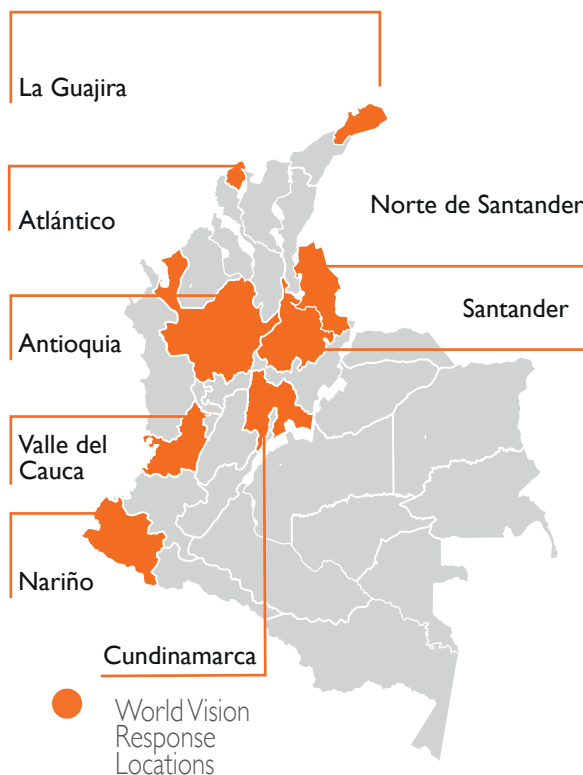 La Guajira
Atlántico
Norte de Santander
Santander
Antioquia
Valle del
Cauca
Nariño
Cundinamarca
World Vision
Response
Locations